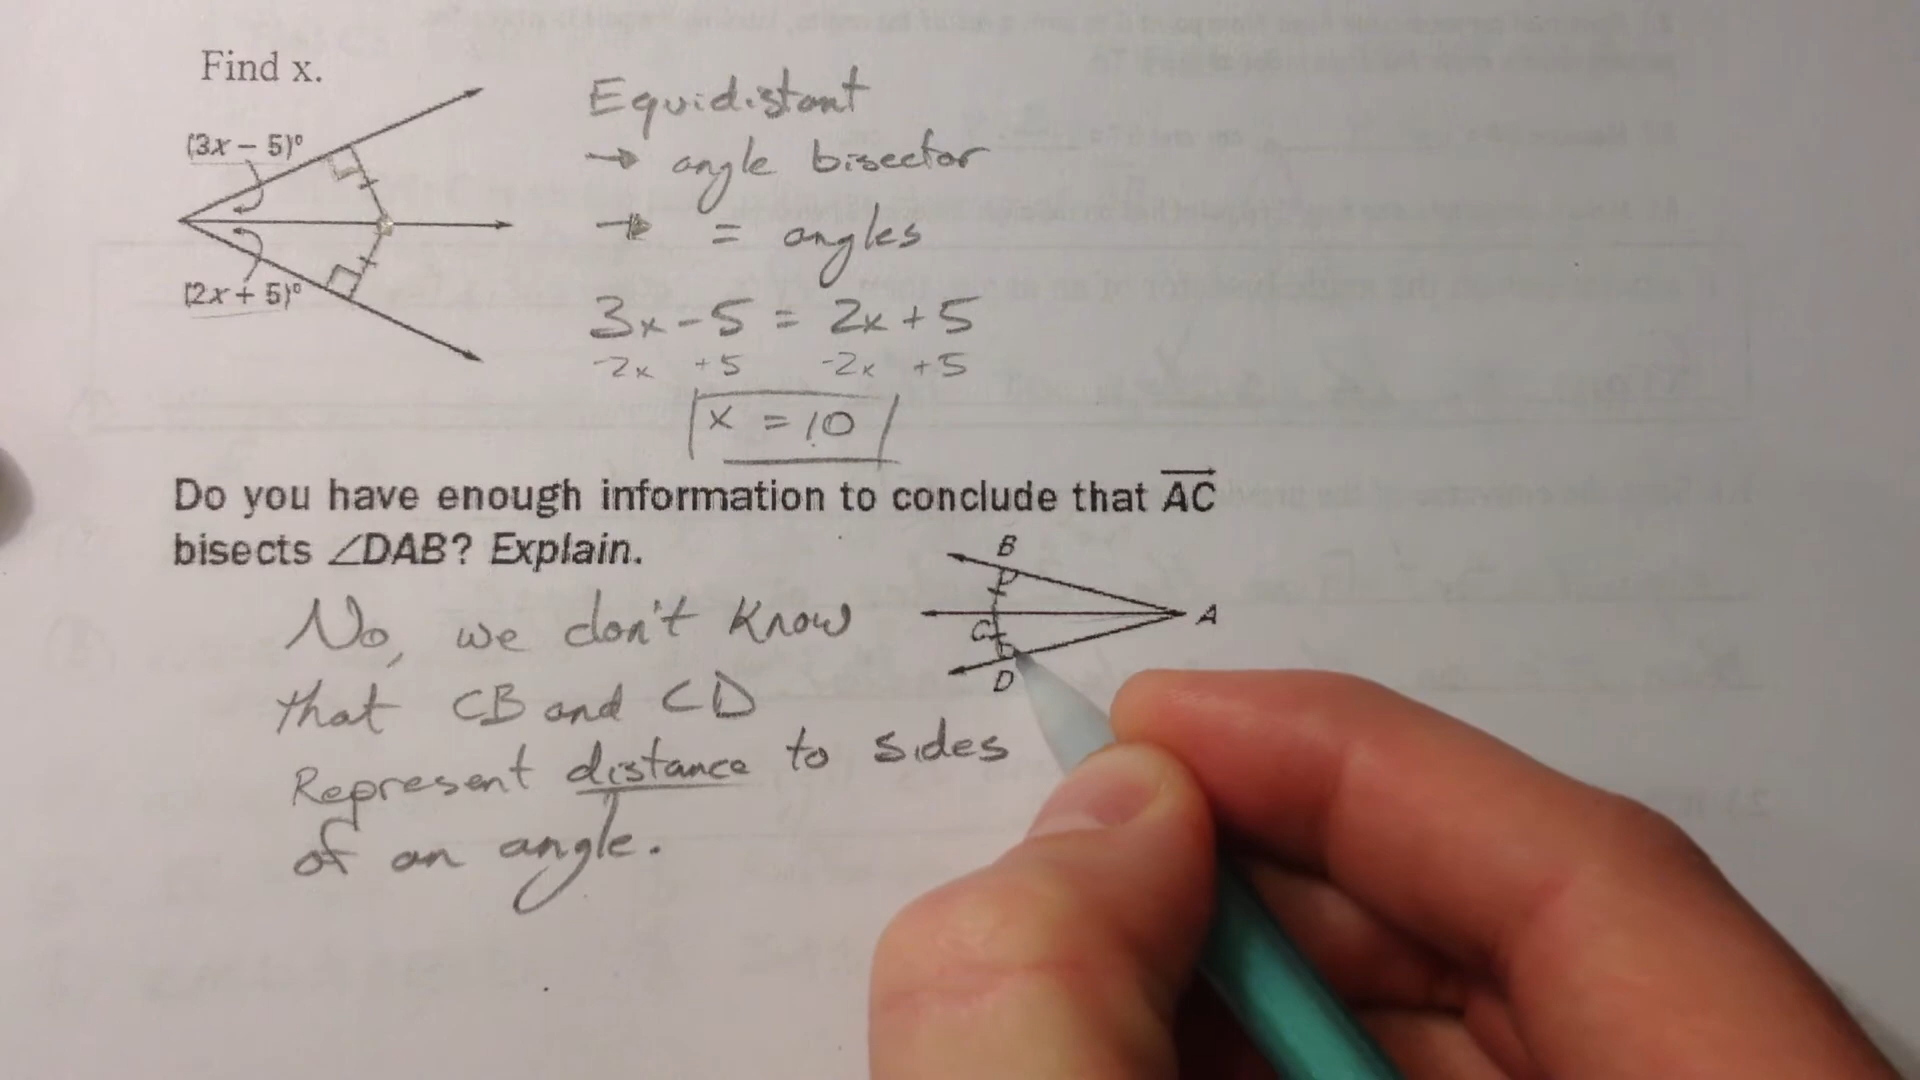 Find x.
(3x – 5)°
(2x + 5)°
Equidistant
→ angle bisector
→ = angles
3x – 5 = 2x + 5
-2x +5 -2x +5
x = 10
Do you have enough information to conclude that AC
bisects ∠DAB? Explain.
B
A
C
D
No, we don't know
that CB and CD
Represent distance to sides
of an angle.